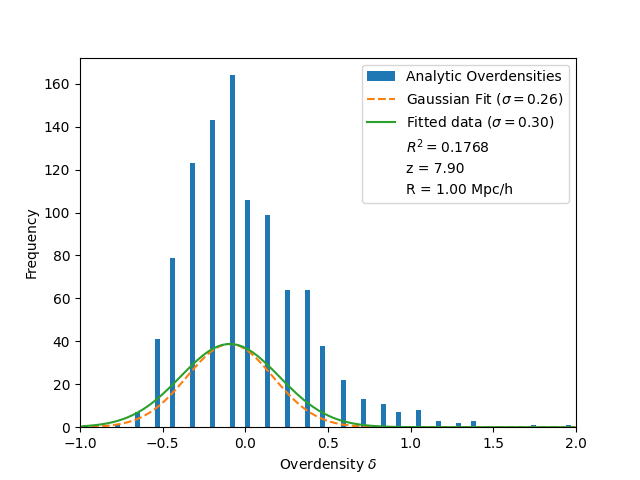 Analytic Overdensities
Gaussian Fit (σ = 0.26)
Fitted data (σ = 0.30)
R² = 0.1768
z = 7.90
R = 1.00 Mpc/h
Frequency
160
140
120
100
80
60
40
20
0
−1.0 −0.5 0.0 0.5 1.0 1.5 2.0
Overdensity δ